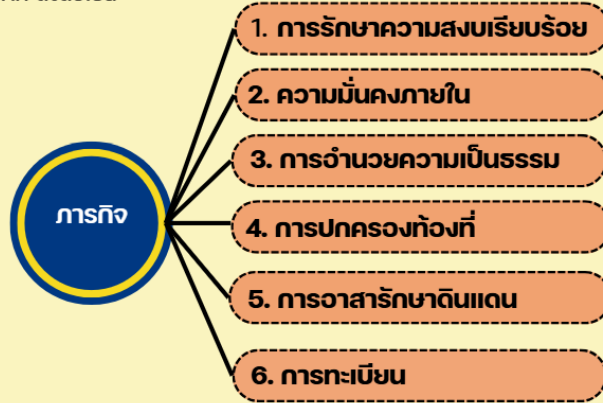 ภารกิจ
1. การรักษาความสงบเรียบร้อย
2. ความมั่นคงภายใน
3. การอำนวยความเป็นธรรม
4. การปกครองท้องที่
5. การอาสารักษาดินแดน
6. การทะเบียน